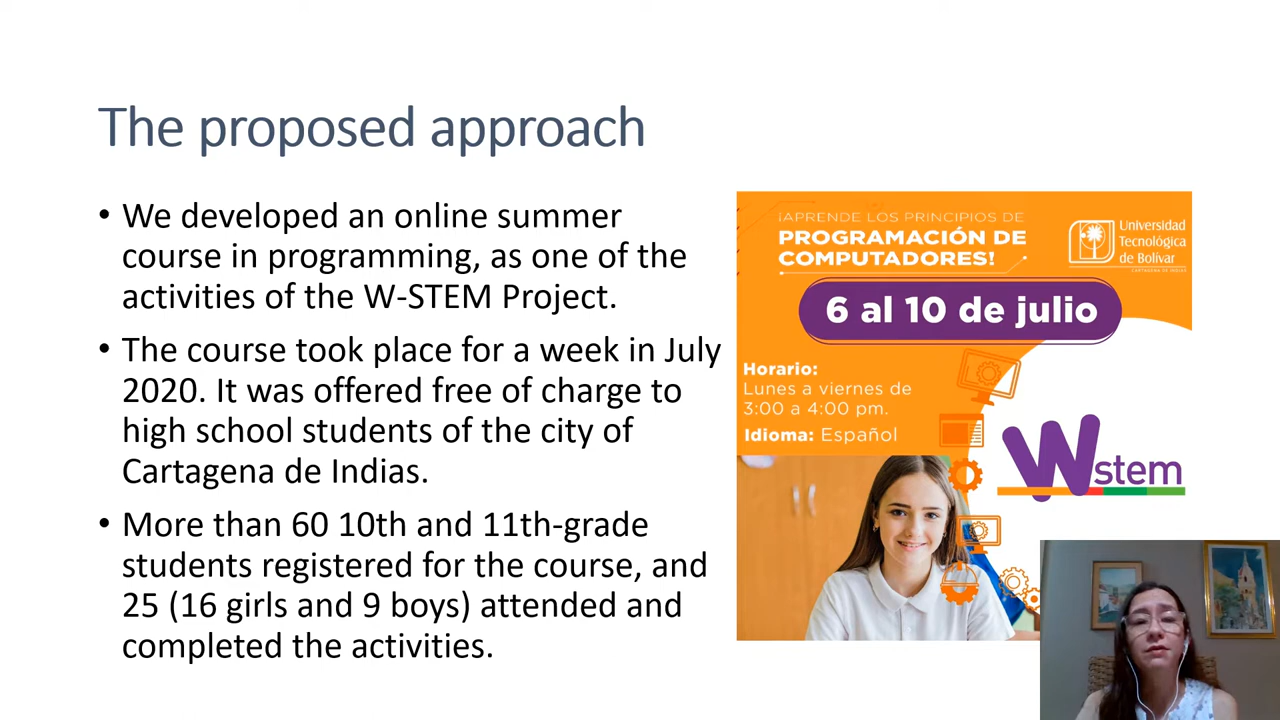 The proposed approach
• We developed an online summer
course in programming, as one of the
activities of the W-STEM Project.
• The course took place for a week in July
2020. It was offered free of charge to
high school students of the city of
Cartagena de Indias.
• More than 60 10th and 11th-grade
students registered for the course, and
25 (16 girls and 9 boys) attended and
completed the activities.
¡APRENDE LOS PRINCIPIOS DE
PROGRAMACIÓN DE
COMPUTADORES!
Universidad
Tecnológica
de Bolívar
CARTAGENA DE INDIAS
6 al 10 de julio
Horario:
Lunes a viernes de
3:00 a 4:00 pm.
Idioma: Español
Wstem